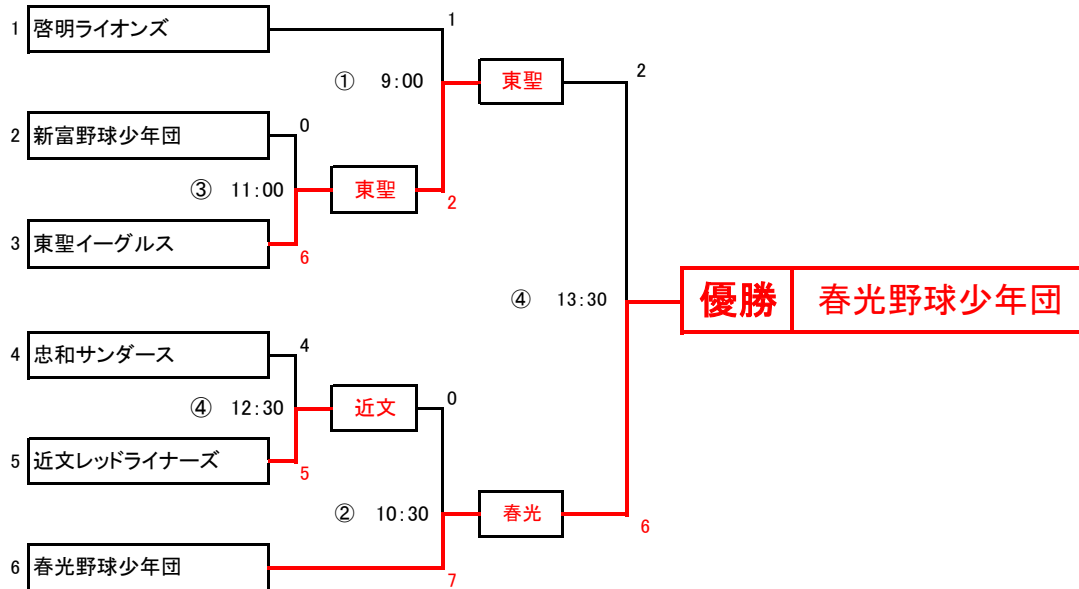 1 啓明ライオンズ
1
① 9:00
東聖
2
2 新富野球少年団
0
③ 11:00
東聖
2
3 東聖イーグルス
6
④ 13:30
優勝 春光野球少年団
4 忠和サンダース
4
④ 12:30
近文
0
5 近文レッドライナーズ
5
② 10:30
春光
6
6 春光野球少年団
7